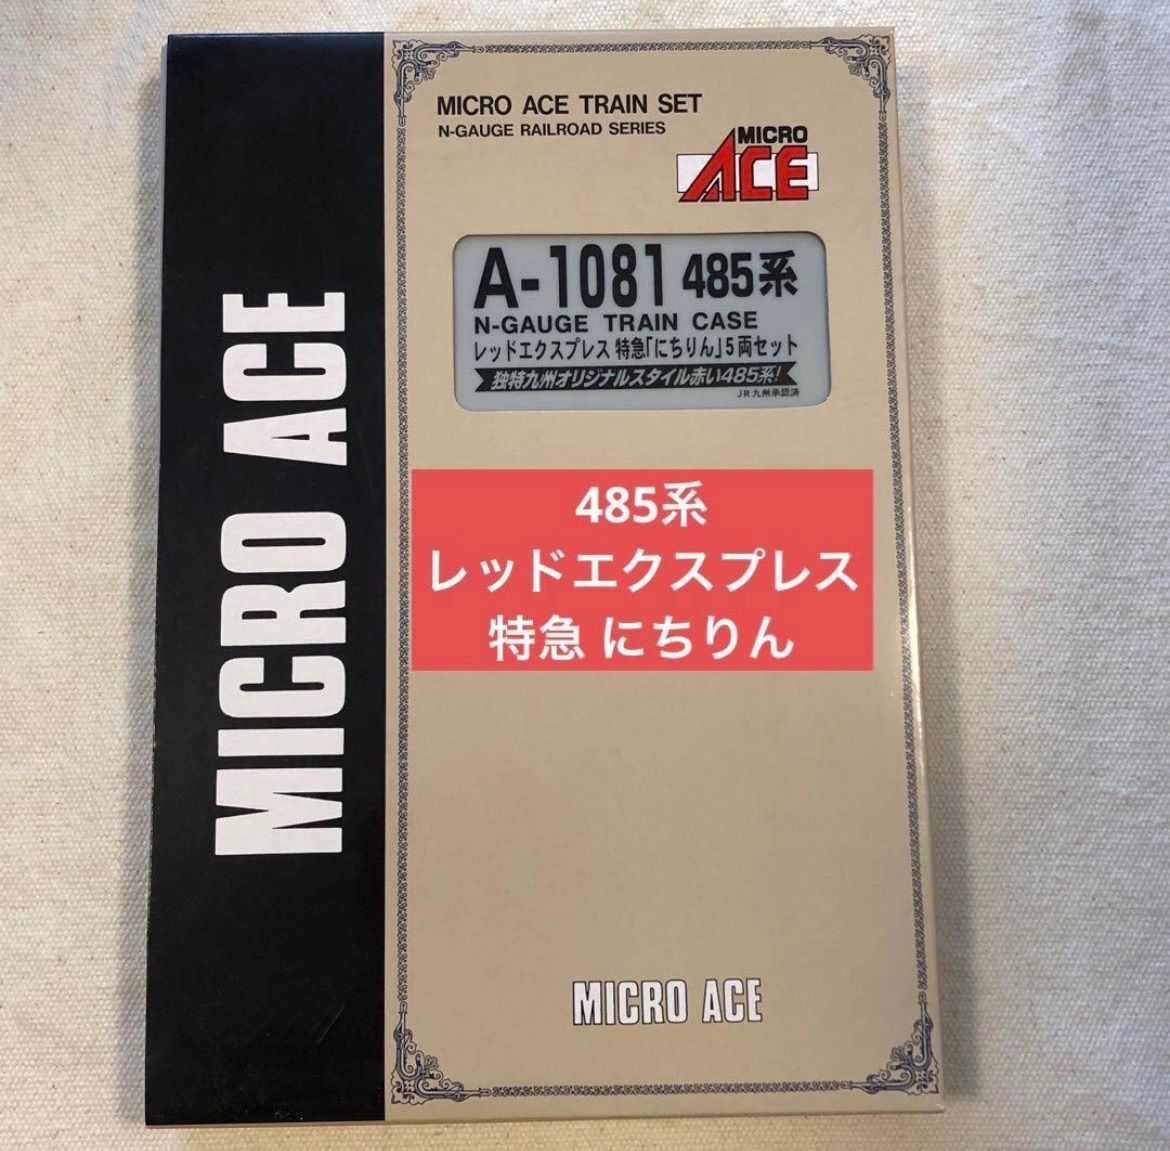 MICRO ACE
MICRO ACE TRAIN SET
N-GAUGE RAILROAD SERIES
MICRO
ACE
A-1081 485系
N-GAUGE TRAIN CASE
レッドエクスプレス 特急「にちりん」5両セット
独特九州オリジナルスタイル赤い485系!
JR九州承認済
485系
レッドエクスプレス
特急 にちりん
MICRO ACE